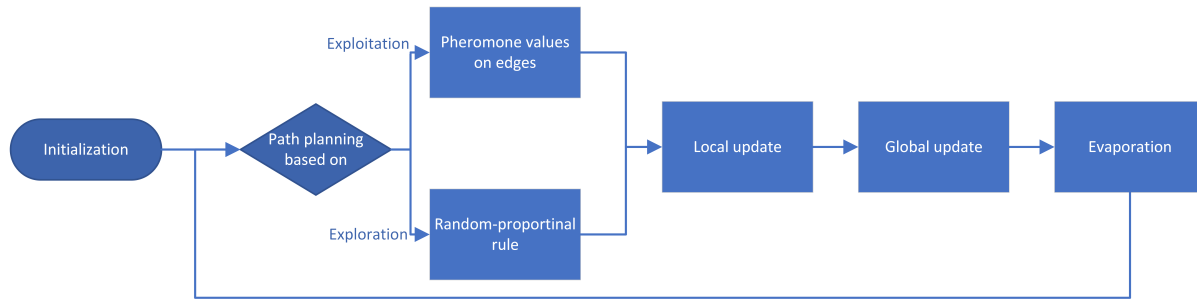 Initialization
Path planning
based on
Exploitation
Pheromone values
on edges
Exploration
Random-proportinal
rule
Local update
Global update
Evaporation